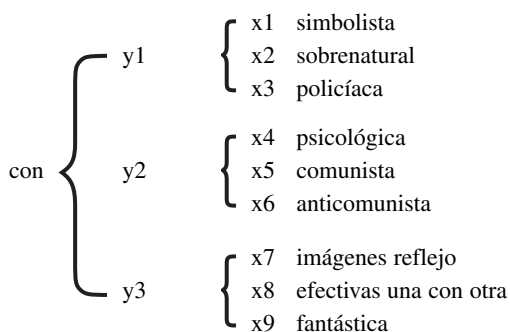 x1 simbolista
y1 x2 sobrenatural
x3 policíaca
x4 psicológica
con y2 x5 comunista
x6 anticomunista
x7 imágenes reflejo
y3 x8 efectivas una con otra
x9 fantástica